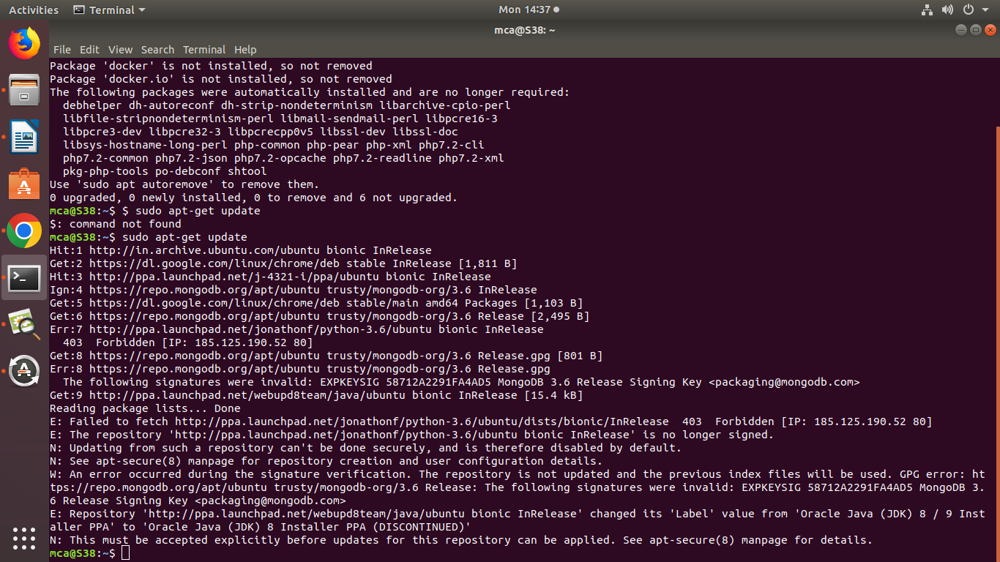 Activities Terminal Mon 14:37
mca@S38: ~
File Edit View Search Terminal Help
Package 'docker' is not installed, so not removed
Package 'docker.io' is not installed, so not removed
The following packages were automatically installed and are no longer required:
  debhelper dh-autoreconf dh-strip-nondeterminism libarchive-cpio-perl
  libfile-stripnondeterminism-perl libmail-sendmail-perl libpcre16-3
  libpcre3-dev libpcre32-3 libpcrecpp0v5 libssl-dev libssl-doc
  libsys-hostname-long-perl php-common php-pear php-xml php7.2-cli
  php7.2-common php7.2-json php7.2-opcache php7.2-readline php7.2-xml
  pkg-php-tools po-debconf shtool
Use 'sudo apt autoremove' to remove them.
0 upgraded, 0 newly installed, 0 to remove and 6 not upgraded.
mca@S38:~$ $ sudo apt-get update
$: command not found
mca@S38:~$ sudo apt-get update
Hit:1 http://in.archive.ubuntu.com/ubuntu bionic InRelease
Get:2 https://dl.google.com/linux/chrome/deb stable InRelease [1,811 B]
Hit:3 http://ppa.launchpad.net/j-4321-i/ppa/ubuntu bionic InRelease
Ign:4 https://repo.mongodb.org/apt/ubuntu trusty/mongodb-org/3.6 InRelease
Get:5 https://dl.google.com/linux/chrome/deb stable/main amd64 Packages [1,103 B]
Get:6 https://repo.mongodb.org/apt/ubuntu trusty/mongodb-org/3.6 Release [2,495 B]
Err:7 http://ppa.launchpad.net/jonathonf/python-3.6/ubuntu bionic InRelease
  403  Forbidden [IP: 185.125.190.52 80]
Get:8 https://repo.mongodb.org/apt/ubuntu trusty/mongodb-org/3.6 Release.gpg [801 B]
Err:8 https://repo.mongodb.org/apt/ubuntu trusty/mongodb-org/3.6 Release.gpg
  The following signatures were invalid: EXPKEYSIG 58712A2291FA4AD5 MongoDB 3.6 Release Signing Key <packaging@mongodb.com>
Get:9 http://ppa.launchpad.net/webupd8team/java/ubuntu bionic InRelease [15.4 kB]
Reading package lists... Done
E: Failed to fetch http://ppa.launchpad.net/jonathonf/python-3.6/ubuntu/dists/bionic/InRelease  403  Forbidden [IP: 185.125.190.52 80]
E: The repository 'http://ppa.launchpad.net/jonathonf/python-3.6/ubuntu bionic InRelease' is no longer signed.
N: Updating from such a repository can't be done securely, and is therefore disabled by default.
N: See apt-secure(8) manpage for repository creation and user configuration details.
W: An error occurred during the signature verification. The repository is not updated and the previous index files will be used. GPG error: ht
tps://repo.mongodb.org/apt/ubuntu trusty/mongodb-org/3.6 Release: The following signatures were invalid: EXPKEYSIG 58712A2291FA4AD5 MongoDB 3.
6 Release Signing Key <packaging@mongodb.com>
E: Repository 'http://ppa.launchpad.net/webupd8team/java/ubuntu bionic InRelease' changed its 'Label' value from 'Oracle Java (JDK) 8 / 9 Inst
aller PPA' to 'Oracle Java (JDK) 8 Installer PPA (DISCONTINUED)'
N: This must be accepted explicitly before updates for this repository can be applied. See apt-secure(8) manpage for details.
mca@S38:~$